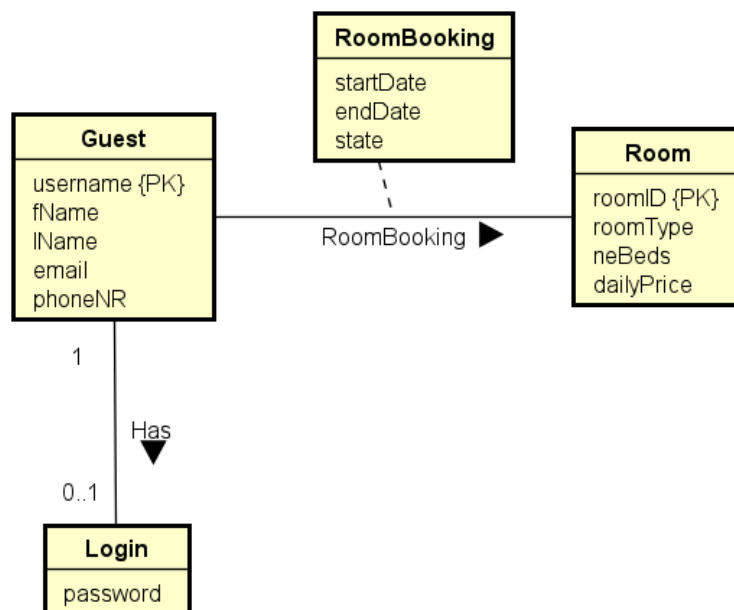 RoomBooking
startDate
endDate
state
Guest
username {PK}
fName
lName
email
phoneNR
RoomBooking
Room
roomID {PK}
roomType
neBeds
dailyPrice
1
Has
0..1
Login
password